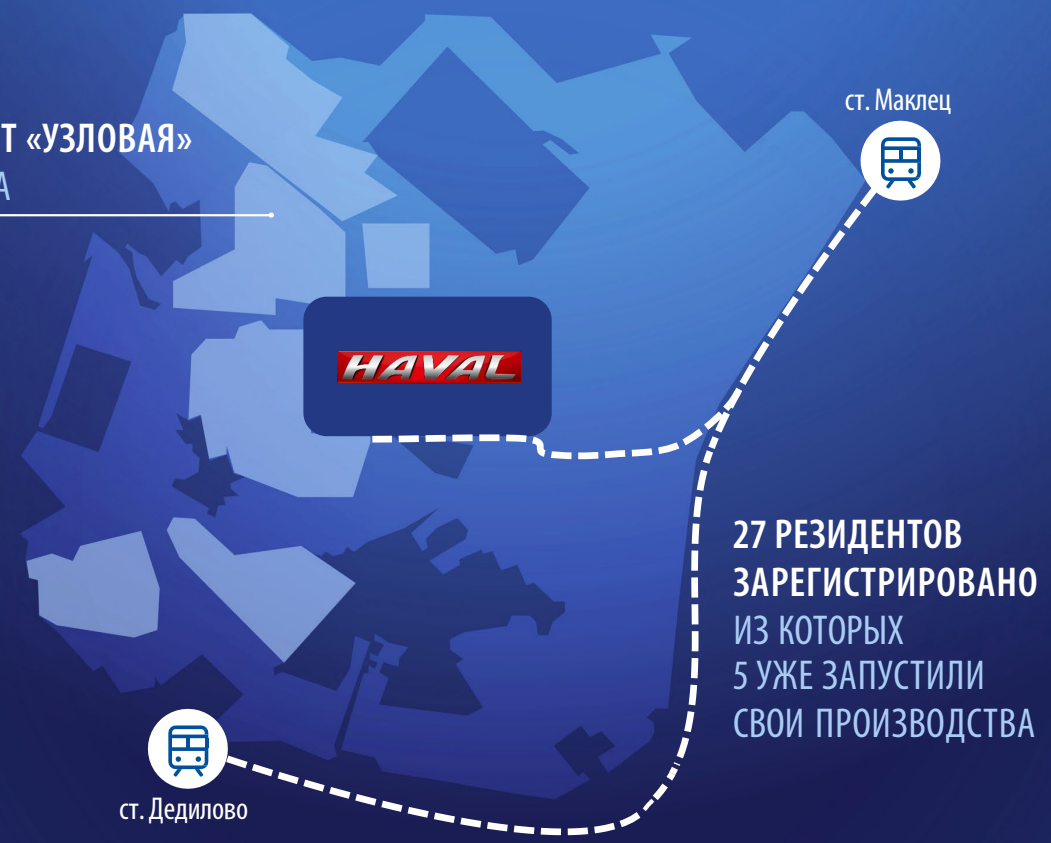 ст. Маклец
Т «УЗЛОВАЯ»
А
HAVAL
27 РЕЗИДЕНТОВ
ЗАРЕГИСТРИРОВАНО
ИЗ КОТОРЫХ
5 УЖЕ ЗАПУСТИЛИ
СВОИ ПРОИЗВОДСТВА
ст. Дедилово